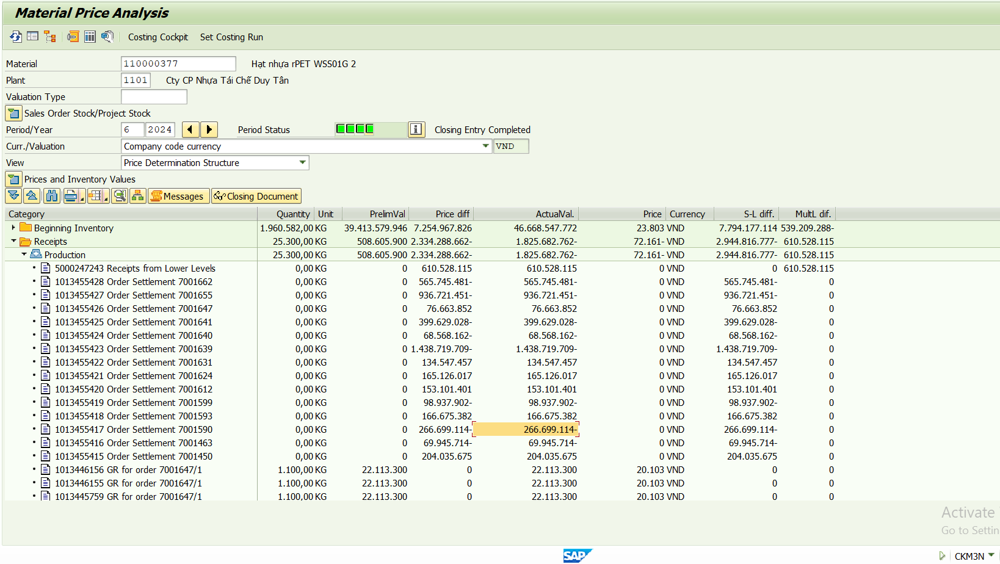 Material Price Analysis
Costing Cockpit Set Costing Run
Material 110000377 Hạt nhựa rPET WSS01G 2
Plant 1101 Cty CP Nhựa Tái Chế Duy Tân
Valuation Type
Sales Order Stock/Project Stock
Period/Year 6 2024 Period Status Closing Entry Completed
Curr./Valuation Company code currency VND
View Price Determination Structure
Prices and Inventory Values
Messages Closing Document
Category Quantity Unit PrelimVal Price diff ActualVal. Price Currency S-L diff. MultL dif.
Beginning Inventory 1.960.582,00 KG 39.413.579.946 7.254.967.826 46.668.547.772 23.803 VND 7.794.177.114 539.209.288-
Receipts 25.300,00 KG 508.605.900 2.334.288.662- 1.825.682.762- 72.161- VND 2.944.816.777- 610.528.115
Production 25.300,00 KG 508.605.900 2.334.288.662- 1.825.682.762- 72.161- VND 2.944.816.777- 610.528.115
5000247243 Receipts from Lower Levels 0,00 KG 0 610.528.115 610.528.115 0 VND 0 610.528.115
1013455428 Order Settlement 7001662 0,00 KG 0 565.745.481- 565.745.481- 0 VND 565.745.481- 0
1013455427 Order Settlement 7001655 0,00 KG 0 936.721.451- 936.721.451- 0 VND 936.721.451- 0
1013455426 Order Settlement 7001647 0,00 KG 0 76.663.852 76.663.852 0 VND 76.663.852 0
1013455425 Order Settlement 7001641 0,00 KG 0 399.629.028- 399.629.028- 0 VND 399.629.028- 0
1013455424 Order Settlement 7001640 0,00 KG 0 68.568.162- 68.568.162- 0 VND 68.568.162- 0
1013455423 Order Settlement 7001639 0,00 KG 0 1.438.719.709- 1.438.719.709- 0 VND 1.438.719.709- 0
1013455422 Order Settlement 7001631 0,00 KG 0 134.547.457 134.547.457 0 VND 134.547.457 0
1013455421 Order Settlement 7001624 0,00 KG 0 165.126.017 165.126.017 0 VND 165.126.017 0
1013455420 Order Settlement 7001612 0,00 KG 0 153.101.401 153.101.401 0 VND 153.101.401 0
1013455419 Order Settlement 7001599 0,00 KG 0 98.937.902- 98.937.902- 0 VND 98.937.902- 0
1013455418 Order Settlement 7001593 0,00 KG 0 166.675.382 166.675.382 0 VND 166.675.382 0
1013455417 Order Settlement 7001590 0,00 KG 0 266.699.114- 266.699.114- 0 VND 266.699.114- 0
1013455416 Order Settlement 7001463 0,00 KG 0 69.945.714- 69.945.714- 0 VND 69.945.714- 0
1013455415 Order Settlement 7001450 0,00 KG 0 204.035.675 204.035.675 0 VND 204.035.675 0
1013446156 GR for order 7001647/1 1.100,00 KG 22.113.300 0 22.113.300 20.103 VND 0 0
1013446155 GR for order 7001647/1 1.100,00 KG 22.113.300 0 22.113.300 20.103 VND 0 0
1013445759 GR for order 7001647/1 1.100,00 KG 22.113.300 0 22.113.300 20.103 VND 0 0
Activate
Go to Settin
SAP CKM3N